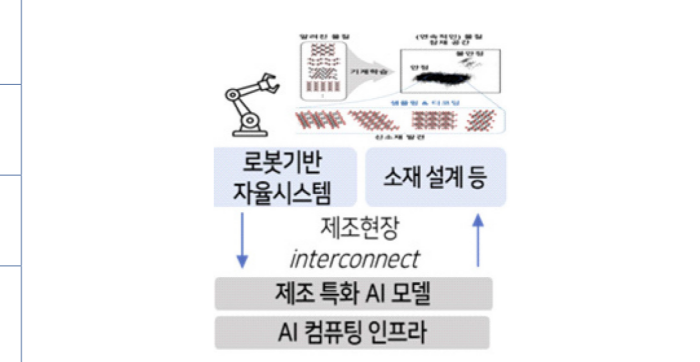 알려진 물질
(연속적인) 물질
잠재 공간
불안정
안정
기계학습
샘플링 & 디코딩
신소재 발견
로봇기반
자율시스템
소재 설계 등
제조현장
interconnect
제조 특화 AI 모델
AI 컴퓨팅 인프라